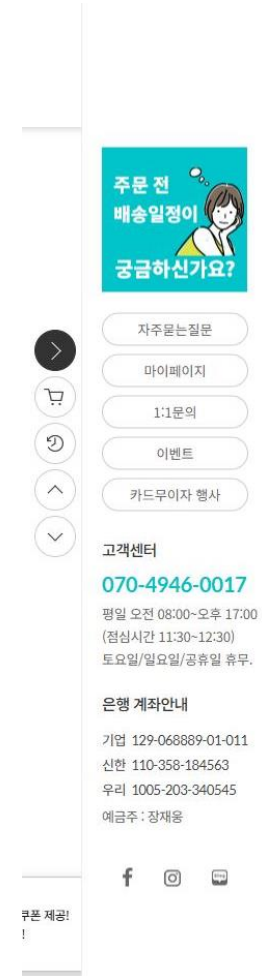 주문 전
배송일정이
궁금하신가요?
자주묻는질문
마이페이지
1:1문의
이벤트
카드무이자 행사
고객센터
070-4946-0017
평일 오전 08:00~오후 17:00
(점심시간 11:30~12:30)
토요일/일요일/공휴일 휴무.
은행 계좌안내
기업 129-068889-01-011
신한 110-358-184563
우리 1005-203-340545
예금주 : 장재웅
쿠폰 제공!
!